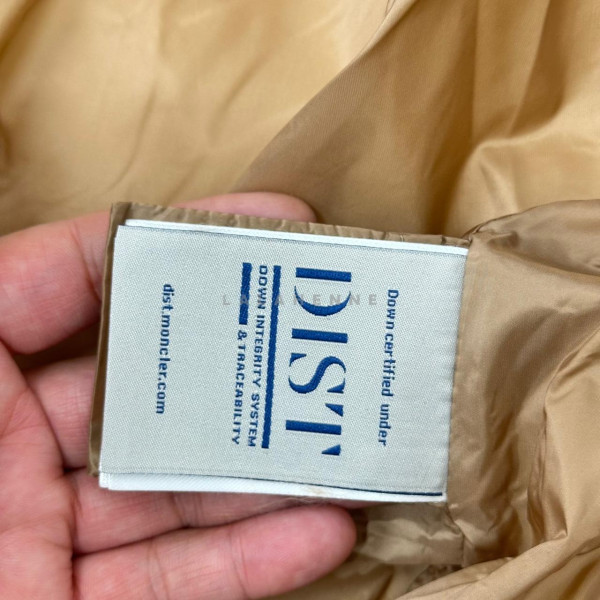 Down certified under
DIST
DOWN INTEGRITY SYSTEM
& TRACEABILITY
dist.moncler.com